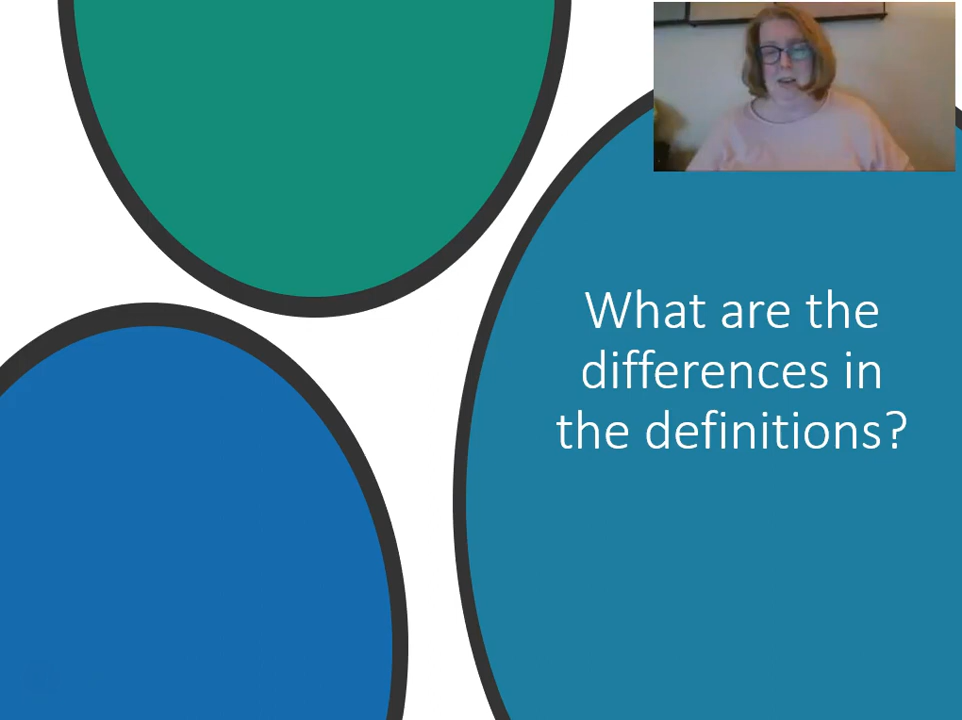 What are the
differences in
the definitions?